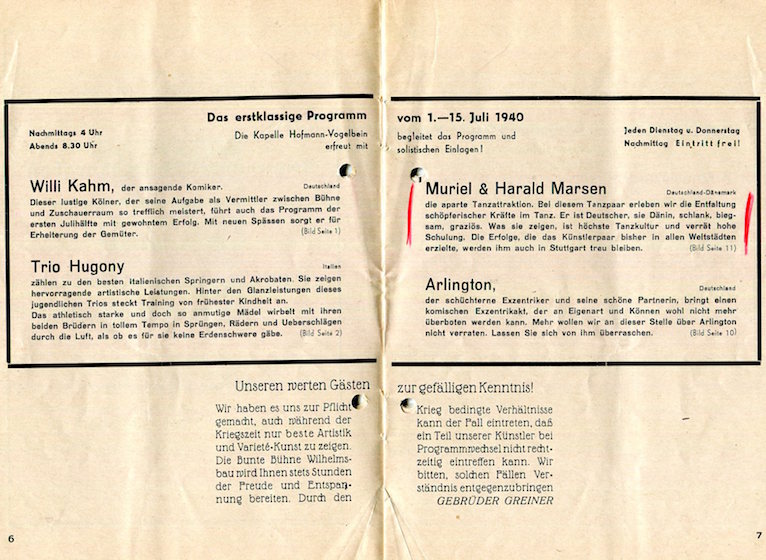 Das erstklassige Programm vom 1.—15. Juli 1940
Nachmittags 4 Uhr
Abends 8.30 Uhr
Die Kapelle Hofmann-Vogelbein
erfreut mit
begleitet das Programm und
solistischen Einlagen!
Jeden Dienstag u. Donnerstag
Nachmittag Eintritt frei!
Willi Kahm, der ansagende Komiker. Deutschland
Dieser lustige Kölner, der seine Aufgabe als Vermittler zwischen Bühne
und Zuschauerraum so trefflich meistert, führt auch das Programm der
ersten Julihälfte mit gewohntem Erfolg. Mit neuen Spässen sorgt er für
Erheiterung der Gemüter. (Bild Seite 1)
Trio Hugony Italien
zählen zu den besten italienischen Springern und Akrobaten. Sie zeigen
hervorragende artistische Leistungen. Hinter den Glanzleistungen dieses
jugendlichen Trios steckt Training von frühester Kindheit an.
Das athletisch starke und doch so anmutige Mädel wirbelt mit ihren
beiden Brüdern in tollem Tempo in Sprüngen, Rädern und Ueberschlägen
durch die Luft, als ob es für sie keine Erdenschwere gäbe. (Bild Seite 2)
Muriel & Harald Marsen Deutschland-Dänemark
die aparte Tanzattraktion. Bei diesem Tanzpaar erleben wir die Entfaltung
schöpferischer Kräfte im Tanz. Er ist Deutscher, sie Dänin, schlank, bieg-
sam, graziös. Was sie zeigen, ist höchste Tanzkultur und verrät hohe
Schulung. Die Erfolge, die das Künstlerpaar bisher in allen Weltstädten
erzielte, werden ihm auch in Stuttgart treu bleiben. (Bild Seite 11)
Arlington, Deutschland
der schüchterne Exzentriker und seine schöne Partnerin, bringt einen
komischen Exzentrikakt, der an Eigenart und Können wohl nicht mehr
überboten werden kann. Mehr wollen wir an dieser Stelle über Arlington
nicht verraten. Lassen Sie sich von ihm überraschen. (Bild Seite 10)
Unseren werten Gästen zur gefälligen Kenntnis!
Wir haben es uns zur Pflicht
gemacht, auch während der
Kriegszeit nur beste Artistik
und Varieté-Kunst zu zeigen.
Die Bunte Bühne Wilhelms-
bau wird Ihnen stets Stunden
der Freude und Entspan-
nung bereiten. Durch den
Krieg bedingte Verhältnisse
kann der Fall eintreten, daß
ein Teil unserer Künstler bei
Programmwechsel nicht recht-
zeitig eintreffen kann. Wir
bitten, solchen Fällen Ver-
ständnis entgegenzubringen
GEBRÜDER GREINER
6
7